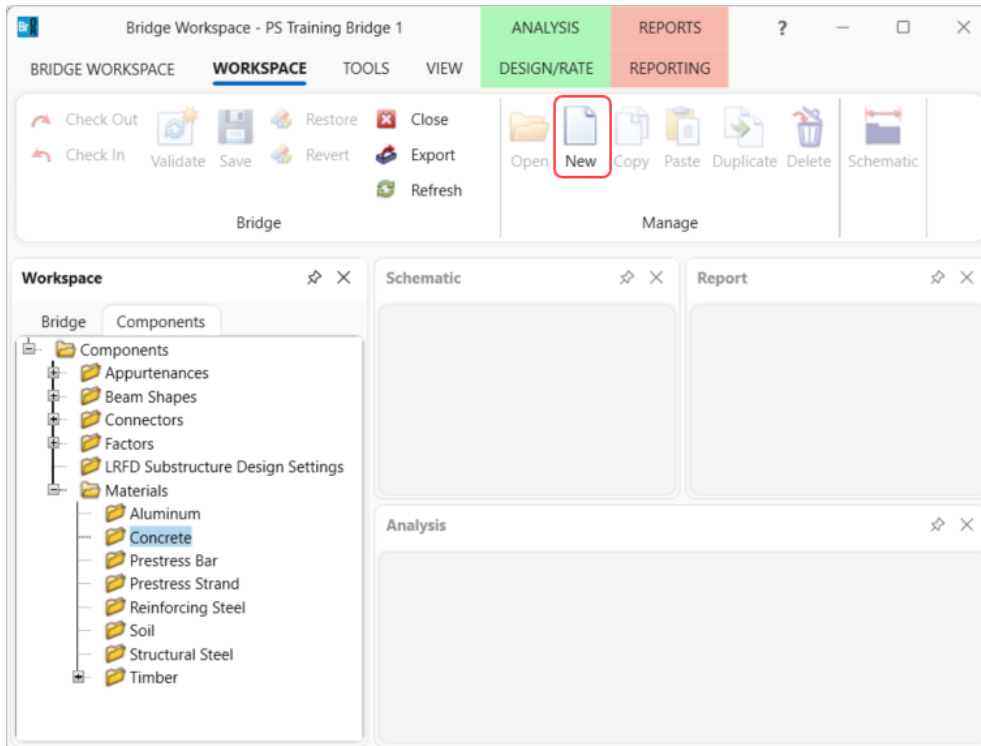 Br R Bridge Workspace - PS Training Bridge 1 ANALYSIS REPORTS ?
BRIDGE WORKSPACE WORKSPACE TOOLS VIEW DESIGN/RATE REPORTING
Check Out
Check In
Validate
Save
Restore
Revert
Close
Export
Refresh
Bridge
Open
New
Copy
Paste
Duplicate
Delete
Manage
Schematic
Workspace
Bridge Components
Components
Appurtenances
Beam Shapes
Connectors
Factors
LRFD Substructure Design Settings
Materials
Aluminum
Concrete
Prestress Bar
Prestress Strand
Reinforcing Steel
Soil
Structural Steel
Timber
Schematic
Report
Analysis